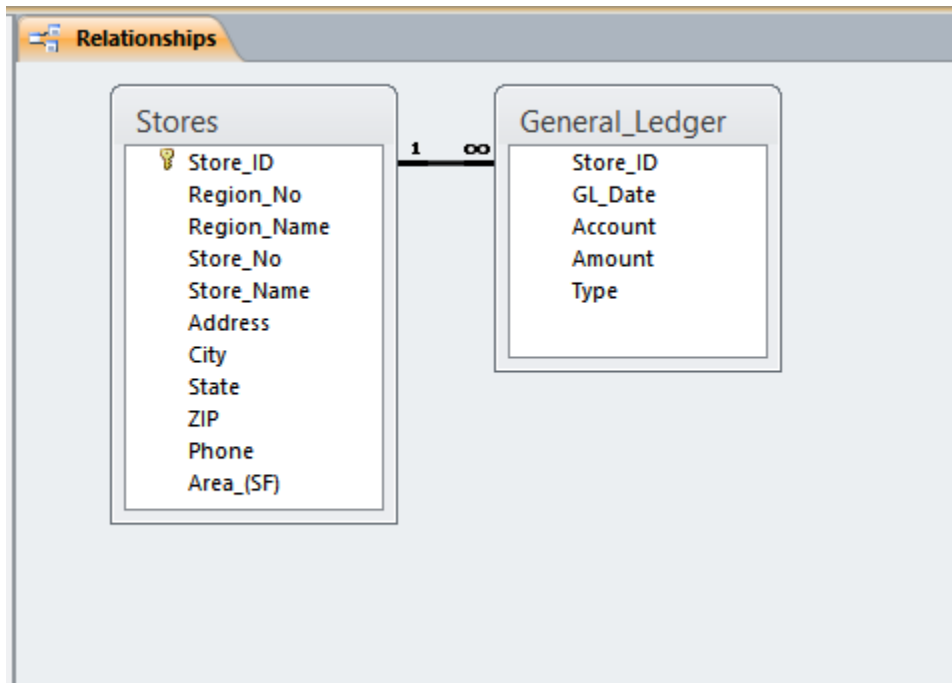 Relationships
Stores
Store_ID
Region_No
Region_Name
Store_No
Store_Name
Address
City
State
ZIP
Phone
Area_(SF)
1 ∞
General_Ledger
Store_ID
GL_Date
Account
Amount
Type